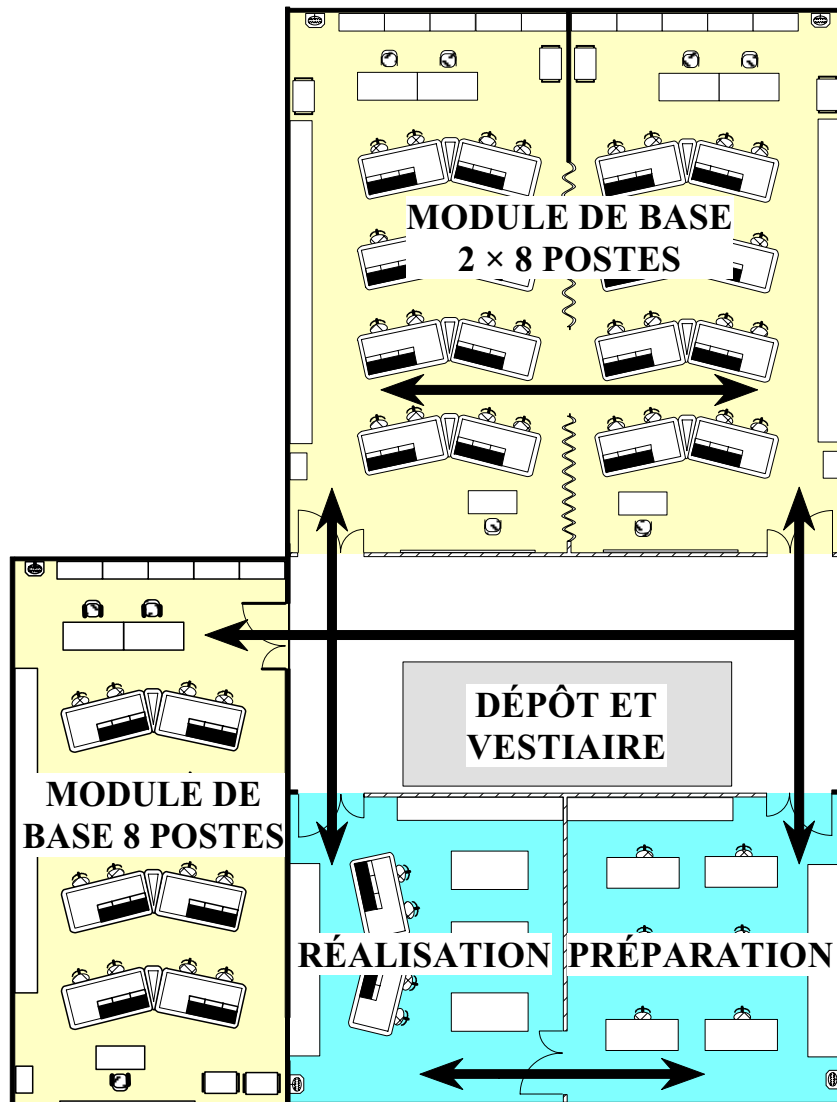 MODULE DE BASE
2 × 8 POSTES
DÉPÔT ET
VESTIAIRE
MODULE DE
BASE 8 POSTES
RÉALISATION
PRÉPARATION